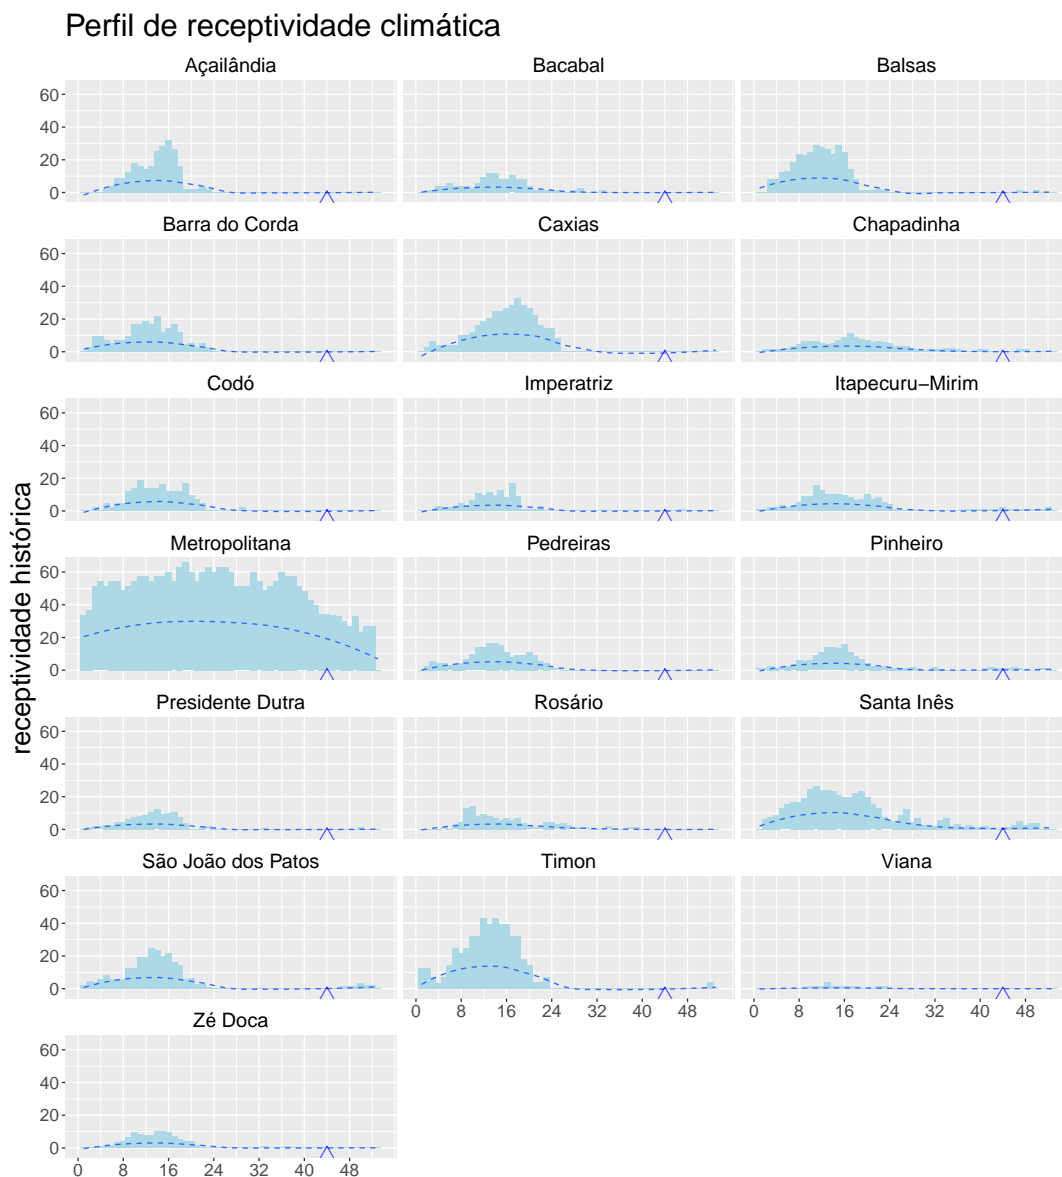 Perfil de receptividade climática
Açailândia Bacabal Balsas
60
40
20
0
Barra do Corda Caxias Chapadinha
60
40
20
0
Codó Imperatriz Itapecuru−Mirim
60
40
20
0
receptividade histórica
Metropolitana Pedreiras Pinheiro
60
40
20
0
Presidente Dutra Rosário Santa Inês
60
40
20
0
São João dos Patos Timon Viana
60
40
20
0
0 8 16 24 32 40 48 0 8 16 24 32 40 48
Zé Doca
60
40
20
0
0 8 16 24 32 40 48